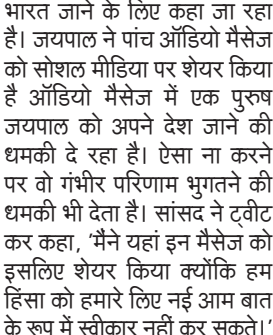 भारत जाने के लिए कहा जा रहा
है। जयपाल ने पांच ऑडियो मैसेज
को सोशल मीडिया पर शेयर किया
है ऑडियो मैसेज में एक पुरुष
जयपाल को अपने देश जाने की
धमकी दे रहा है। ऐसा ना करने
पर वो गंभीर परिणाम भुगतने की
धमकी भी देता है। सांसद ने ट्वीट
कर कहा, 'मैंने यहां इन मैसेज को
इसलिए शेयर किया क्योंकि हम
हिंसा को हमारे लिए नई आम बात
के रूप में स्वीकार नहीं कर सकते।'